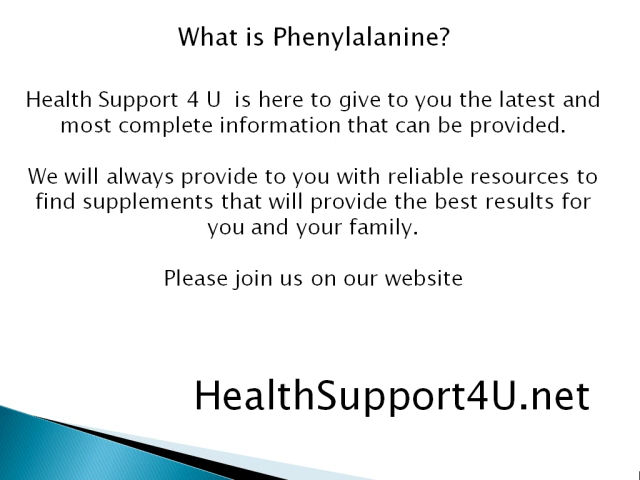 What is Phenylalanine?
Health Support 4 U  is here to give to you the latest and
most complete information that can be provided.
We will always provide to you with reliable resources to
find supplements that will provide the best results for
you and your family.
Please join us on our website
HealthSupport4U.net